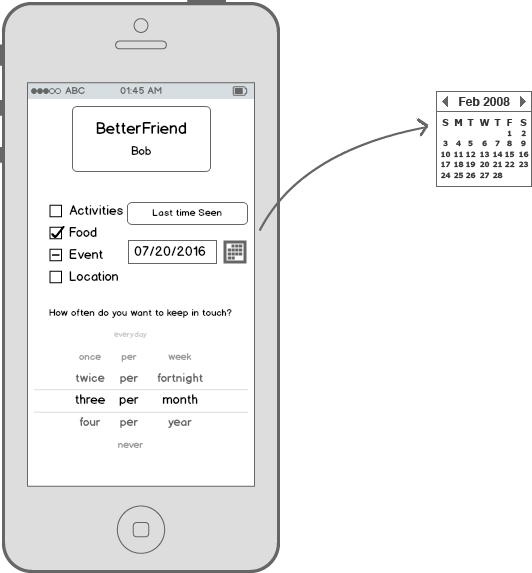 ABC 01:45 AM
BetterFriend
Bob
Activities
Last time Seen
Food
Event
07/20/2016
Location
How often do you want to keep in touch?
everyday
once per week
twice per fortnight
three per month
four per year
never
Feb 2008
S M T W T F S
1 2
3 4 5 6 7 8 9
10 11 12 13 14 15 16
17 18 19 20 21 22 23
24 25 26 27 28